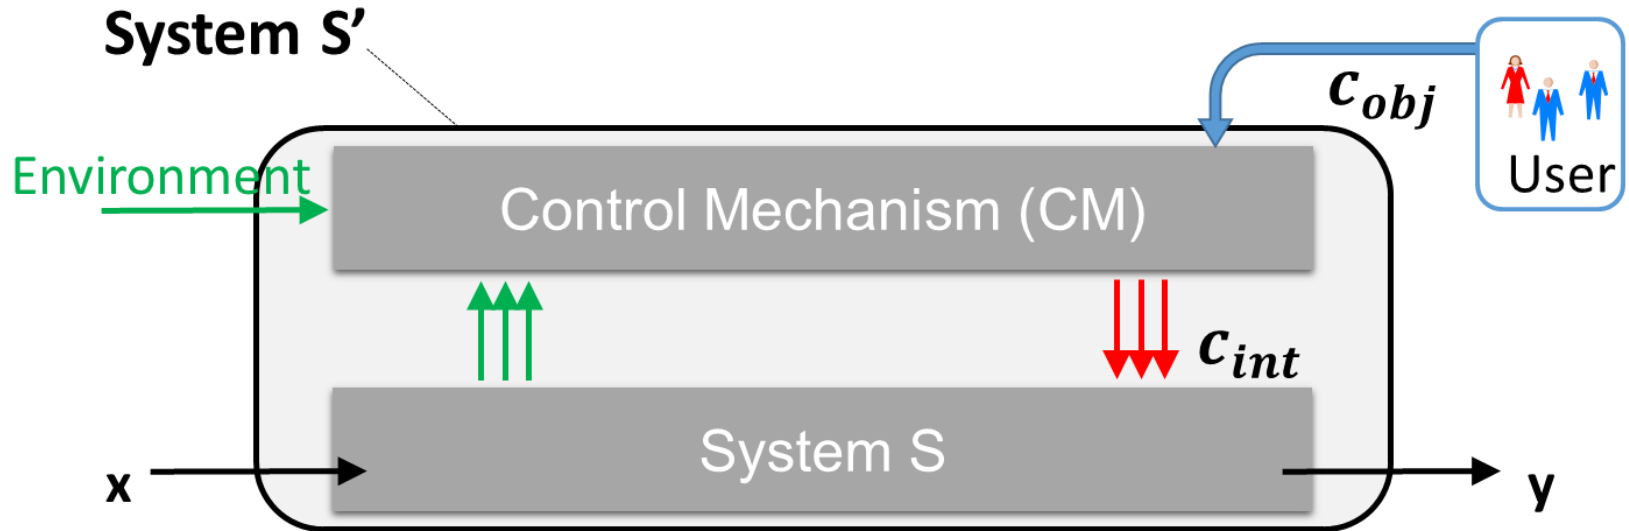 System S’
c_obj
User
Environment
Control Mechanism (CM)
c_int
System S
x
y